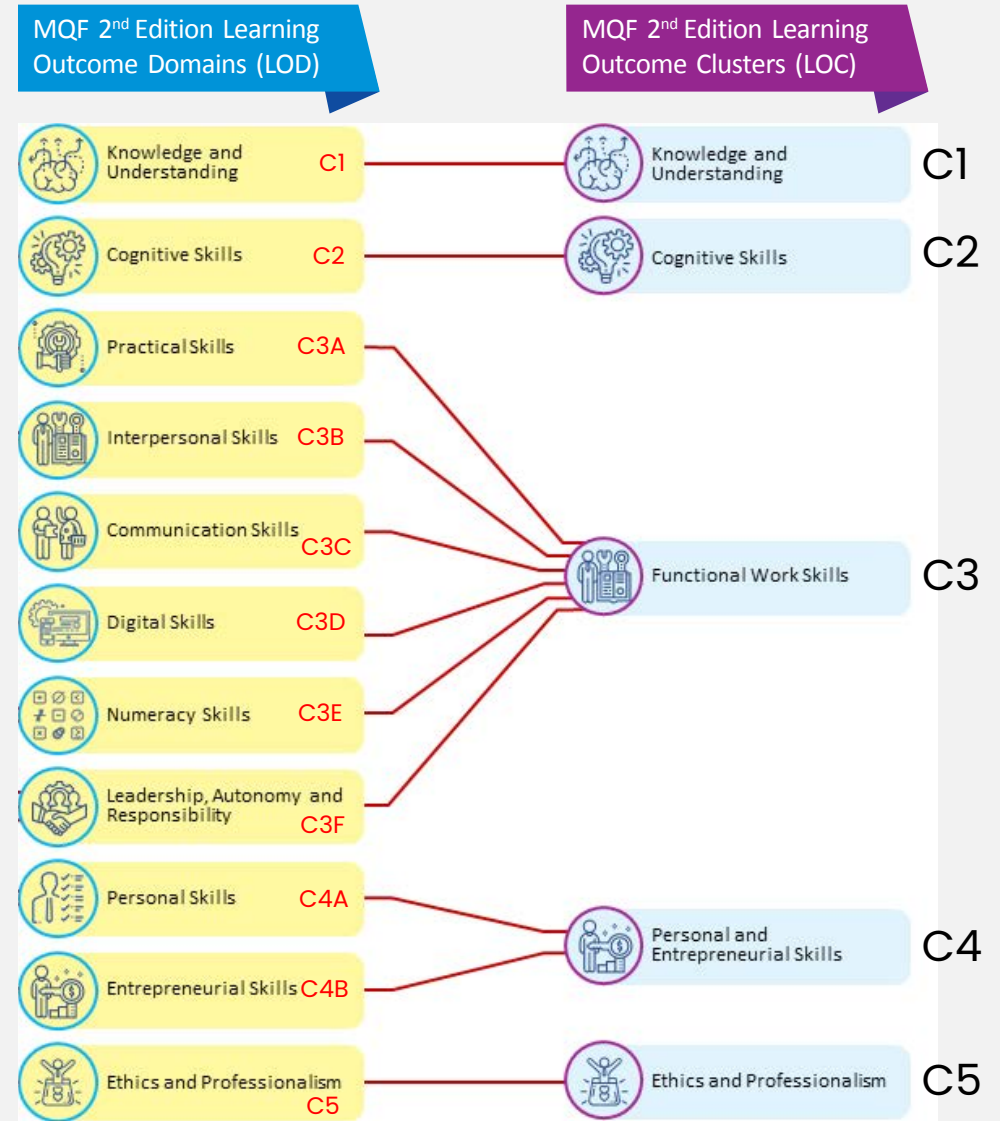 MQF 2nd Edition Learning
Outcome Domains (LOD)
MQF 2nd Edition Learning
Outcome Clusters (LOC)
Knowledge and
Understanding
C1
Knowledge and
Understanding
C1
Cognitive Skills
C2
Cognitive Skills
C2
Practical Skills
C3A
Interpersonal Skills
C3B
Communication Skills
C3C
Functional Work Skills
C3
Digital Skills
C3D
Numeracy Skills
C3E
Leadership, Autonomy and
Responsibility
C3F
Personal Skills
C4A
Personal and
Entrepreneurial Skills
C4
Entrepreneurial Skills
C4B
Ethics and Professionalism
C5
Ethics and Professionalism
C5